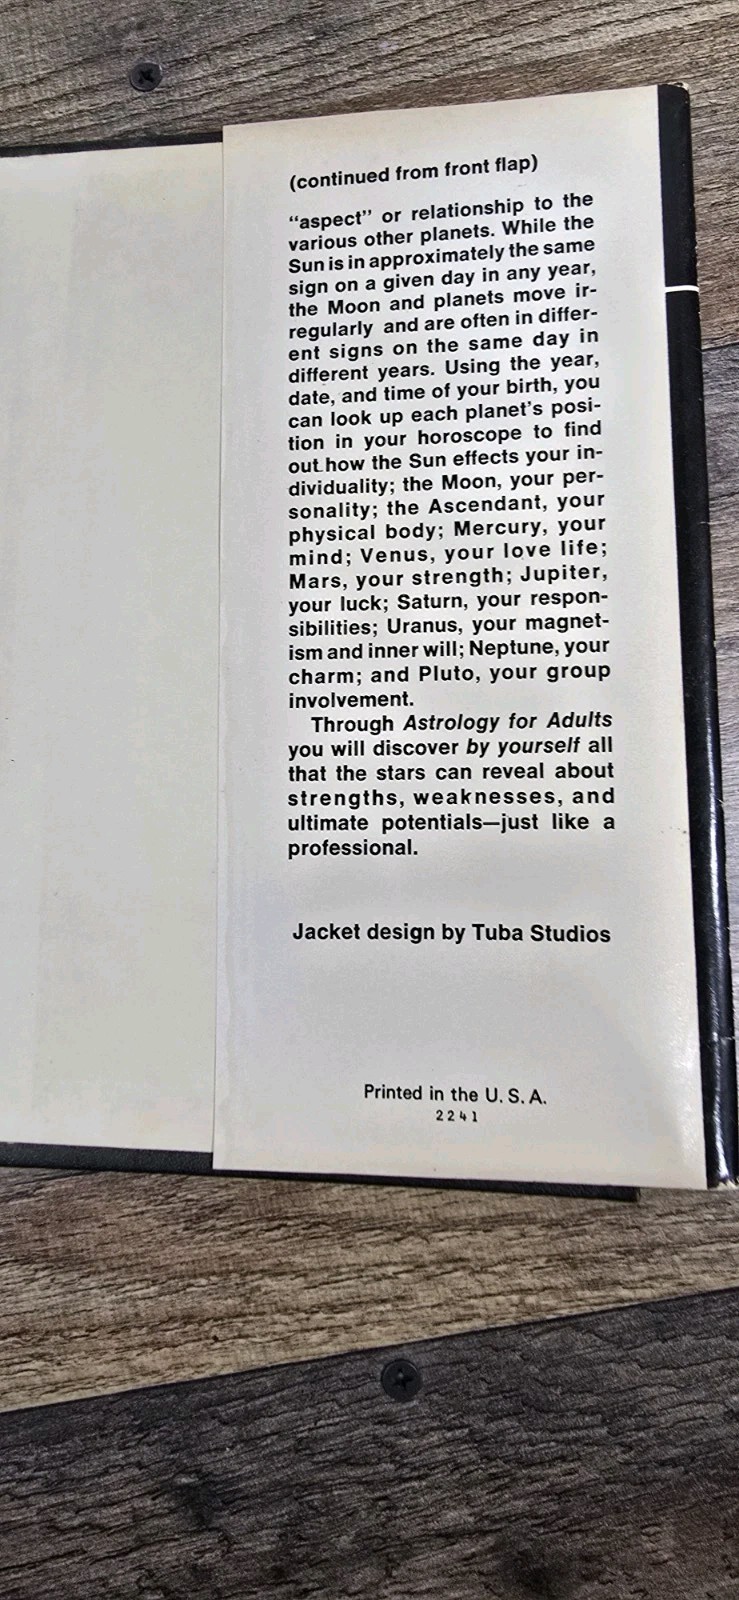 (continued from front flap)
“aspect” or relationship to the
various other planets. While the
Sun is in approximately the same
sign on a given day in any year,
the Moon and planets move ir-
regularly and are often in differ-
ent signs on the same day in
different years. Using the year,
date, and time of your birth, you
can look up each planet's posi-
tion in your horoscope to find
out how the Sun effects your in-
dividuality; the Moon, your per-
sonality; the Ascendant, your
physical body; Mercury, your
mind; Venus, your love life;
Mars, your strength; Jupiter,
your luck; Saturn, your respon-
sibilities; Uranus, your magnet-
ism and inner will; Neptune, your
charm; and Pluto, your group
involvement.
Through Astrology for Adults
you will discover by yourself all
that the stars can reveal about
strengths, weaknesses, and
ultimate potentials—just like a
professional.
Jacket design by Tuba Studios
Printed in the U. S. A.
2241